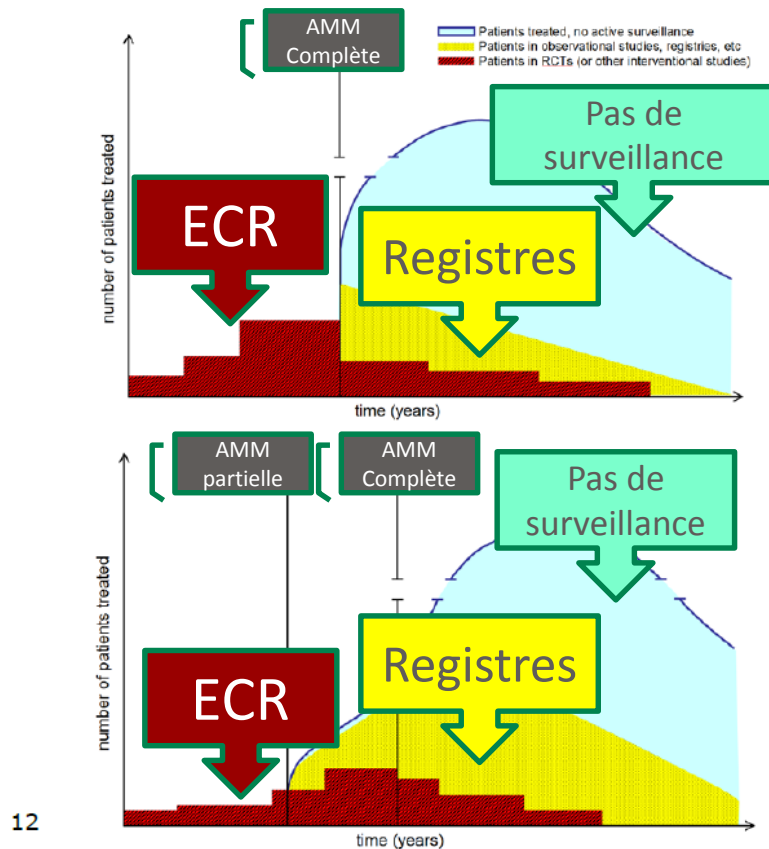 AMM
Complète
Patients treated, no active surveillance
Patients in observational studies, registries, etc
Patients in RCTs (or other interventional studies)
Pas de
surveillance
ECR
Registres
number of patients treated
time (years)
AMM
partielle
AMM
Complète
Pas de
surveillance
Registres
ECR
number of patients treated
12
time (years)